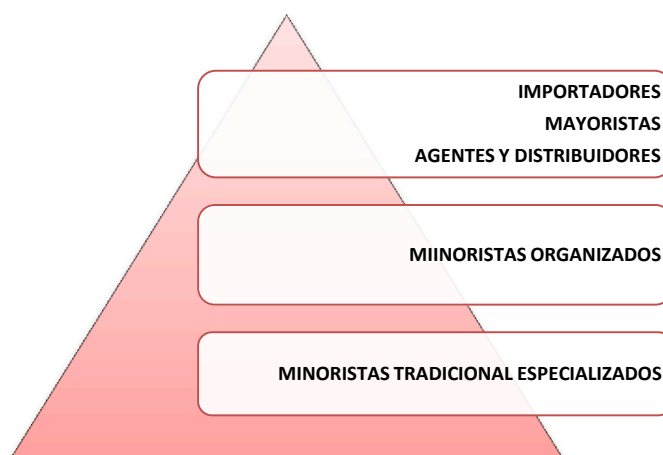 IMPORTADORES
MAYORISTAS
AGENTES Y DISTRIBUIDORES
MIINORISTAS ORGANIZADOS
MINORISTAS TRADICIONAL ESPECIALIZADOS